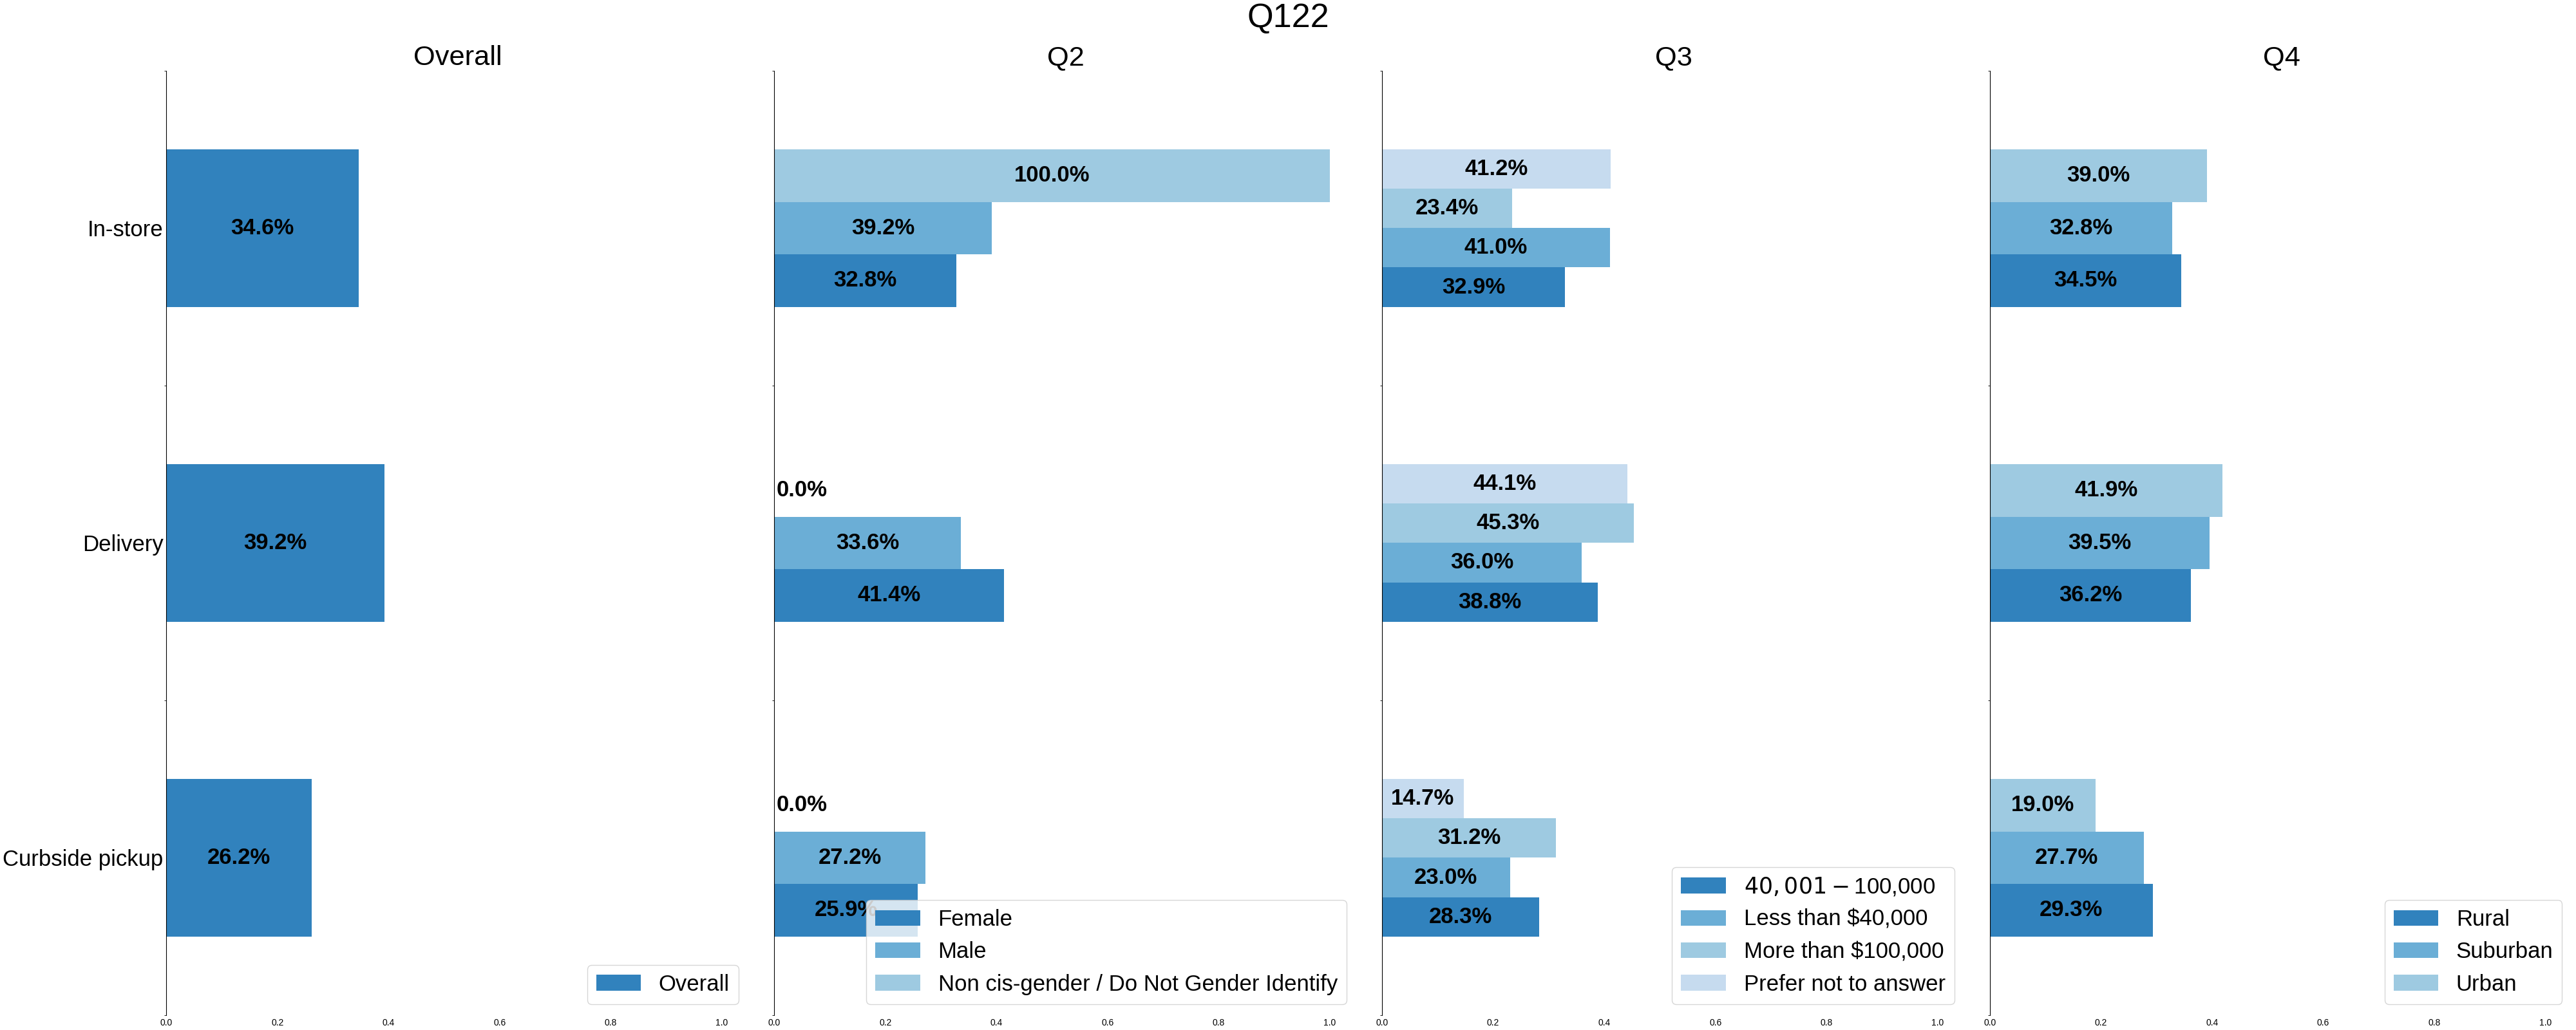 Q122
Overall
Q2
Q3
Q4
In-store
34.6%
100.0%
39.2%
32.8%
41.2%
23.4%
41.0%
32.9%
39.0%
32.8%
34.5%
Delivery
39.2%
0.0%
33.6%
41.4%
44.1%
45.3%
36.0%
38.8%
41.9%
39.5%
36.2%
Curbside pickup
26.2%
0.0%
27.2%
25.9%
14.7%
31.2%
23.0%
28.3%
19.0%
27.7%
29.3%
Overall
Female
Male
Non cis-gender / Do Not Gender Identify
40,001-100,000
Less than $40,000
More than $100,000
Prefer not to answer
Rural
Suburban
Urban
0.0 0.2 0.4 0.6 0.8 1.0
0.0 0.2 0.4 0.6 0.8 1.0
0.0 0.2 0.4 0.6 0.8 1.0
0.0 0.2 0.4 0.6 0.8 1.0